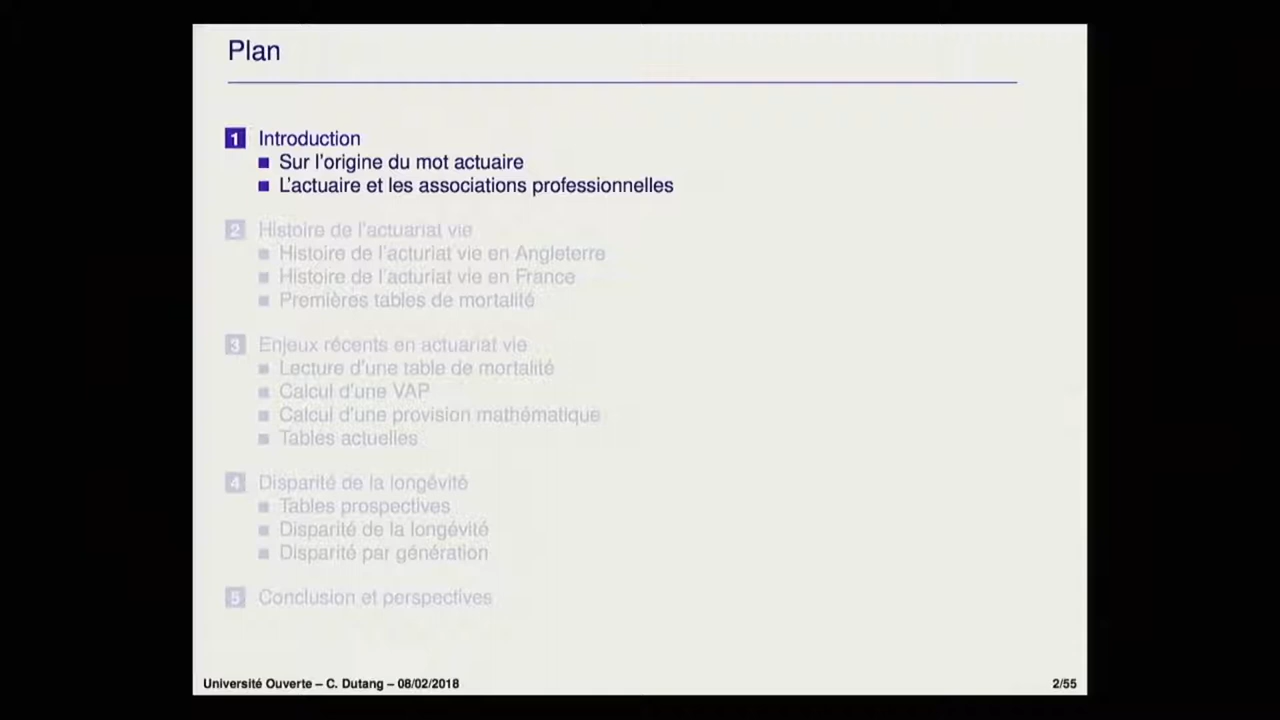 Plan
1 Introduction
Sur l'origine du mot actuaire
L'actuaire et les associations professionnelles
2 Histoire de l'actuariat vie
Histoire de l'acturiat vie en Angleterre
Histoire de l'acturiat vie en France
Premières tables de mortalité
3 Enjeux récents en actuariat vie
Lecture d'une table de mortalité
Calcul d'une VAP
Calcul d'une provision mathématique
Tables actuelles
4 Disparité de la longévité
Tables prospectives
Disparité de la longévité
Disparité par génération
5 Conclusion et perspectives
Université Ouverte – C. Dutang – 08/02/2018
2/55